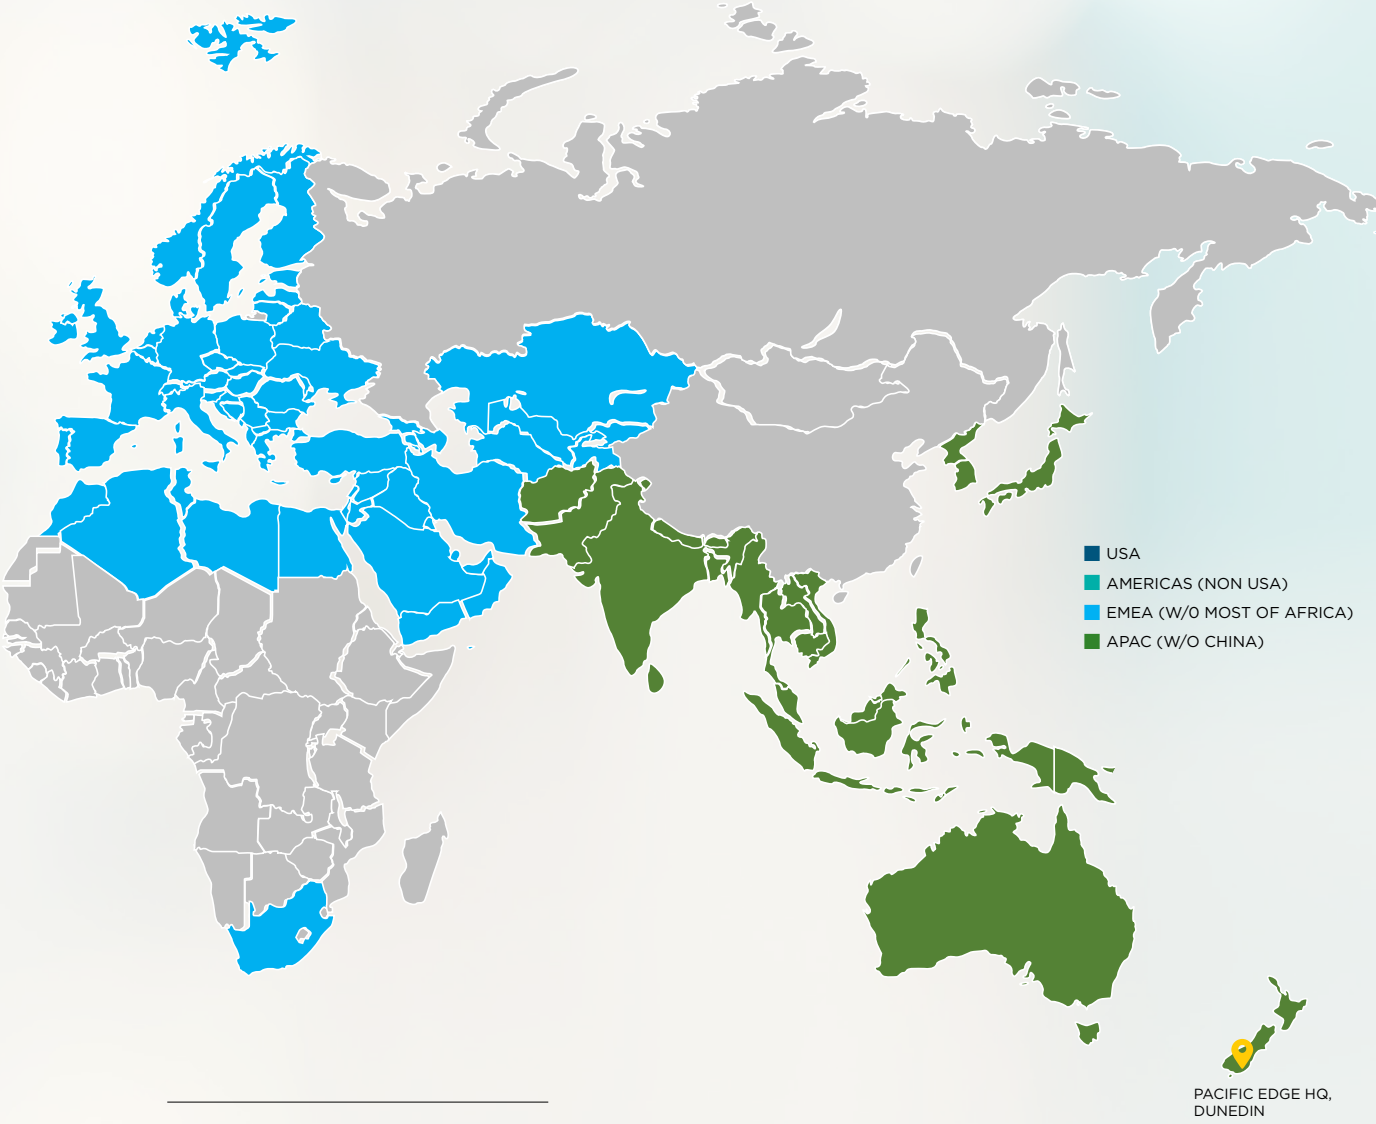 USA
AMERICAS (NON USA)
EMEA (W/0 MOST OF AFRICA)
APAC (W/O CHINA)
PACIFIC EDGE HQ,
DUNEDIN